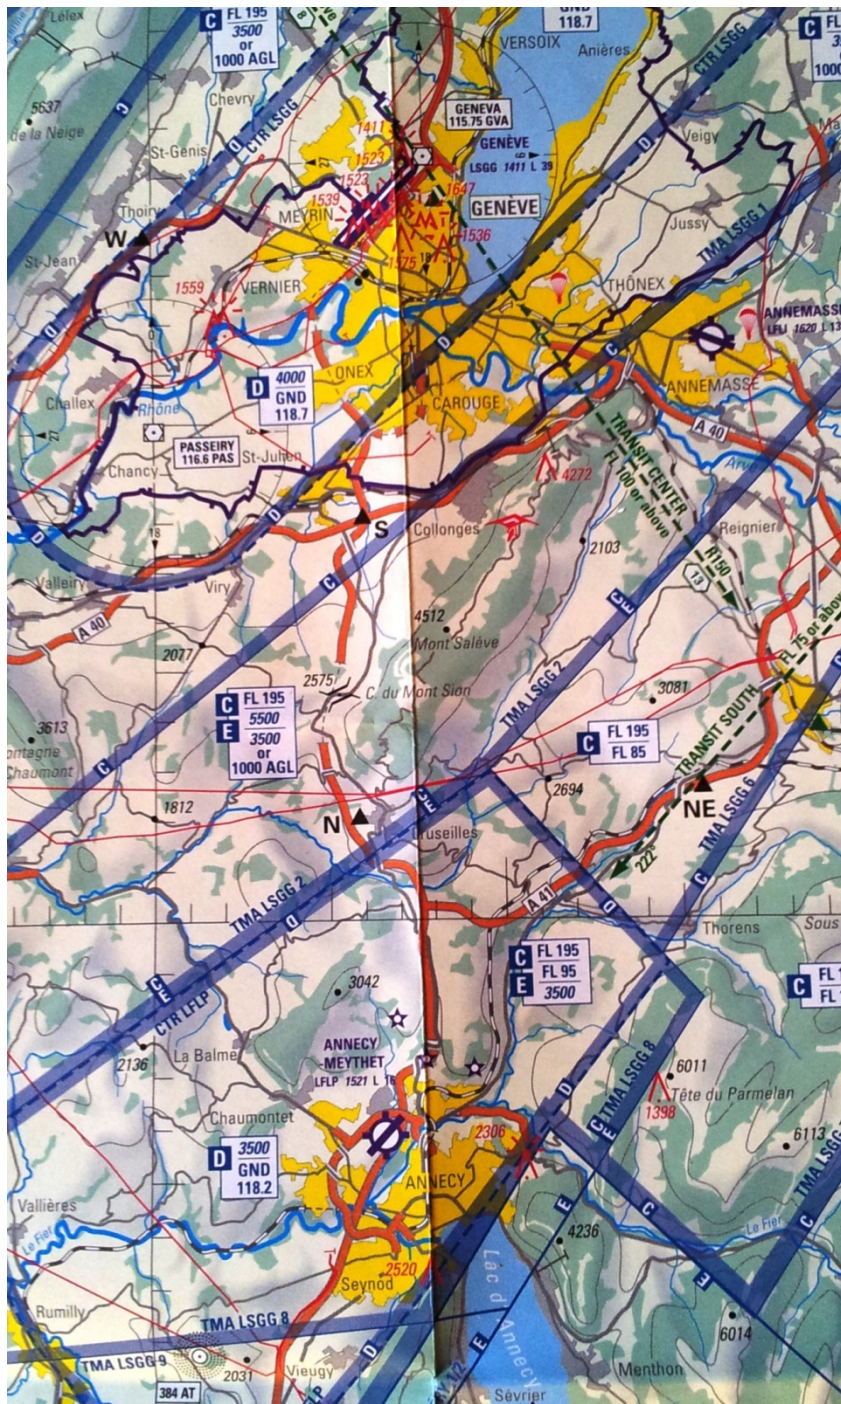 Lélex
C FL 195
3500
or
1000 AGL
GND
118.7
VERSOIX
Anières
CTR LSGG
C
Chevry
5637
de la Neige
GENEVA
115.75 GVA
GENÈVE
LSGG 1411 L 39
GENÈVE
1411
1523
1523
1539
1647
1536
1575
CTR LSGG
St-Genis
Veigy
Thoiry
W
MEYRIN
Jussy
TMA LSGG 1
St-Jean
1559
VERNIER
THÔNEX
ANNEMASSE
LFLI 1620 L 13
D 4000
GND
118.7
ONEX
CAROUGE
ANNEMASSE
Challex
Rhône
PASSEIRY
116.6 PAS
St-Julien
Chancy
A 40
4272
TRANSIT CENTER
FL 100 or above
Arve
S
Collonges
2103
Reignier
R150
13
Valleiry
Viry
A 40
4512
Mont Salève
2077
2575
C. du Mont Sion
TMA LSGG 2
3081
FL 75 or above
3613
Chaumont
C FL 195
E 5500
3500
or
1000 AGL
C FL 195
FL 85
TRANSIT SOUTH
2694
NE
TMA LSGG 6
1812
N
Cruseilles
222°
TMA LSGG 2
A 41
Thorens
Sous
C FL 195
E FL 95
3500
C
3042
CTR LFLP
2136
La Balme
ANNECY
-MEYTHET
LFLP 1521 L 16
TMA LSGG 8
6011
Tête du Parmelan
1398
Chaumontet
2306
6113
D 3500
GND
118.2
ANNECY
Vallières
Le Fier
4236
Le Fier
2520
Seynod
Lac d'Annecy
Rumilly
TMA LSGG 8
6014
TMA LSGG 9
2031
Vieugy
Menthon
384 AT
Sévrier